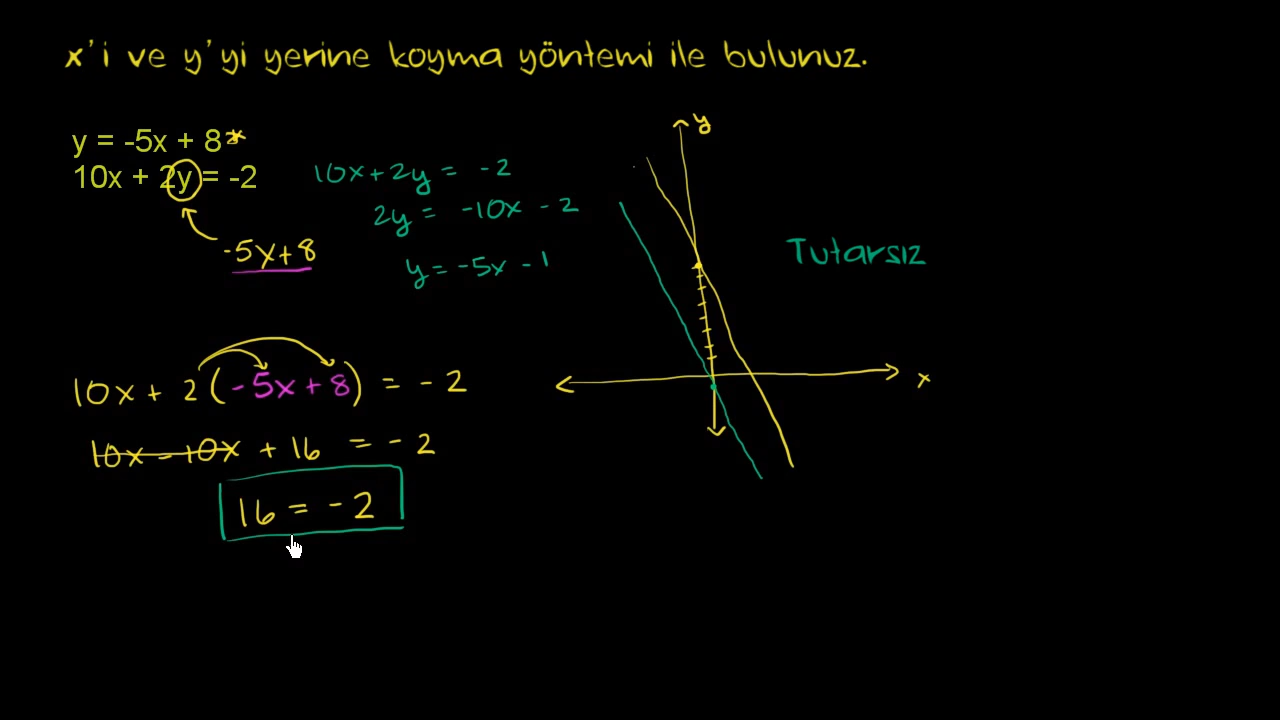 x'i ve y'yi yerine koyma yöntemi ile bulunuz.
y = -5x + 8*
10x + 2y = -2
-5x+8
10x+2y = -2
2y = -10x - 2
y = -5x - 1
10x + 2(-5x+8) = -2
10x - 10x + 16 = -2
16 = -2
y
x
Tutarsız